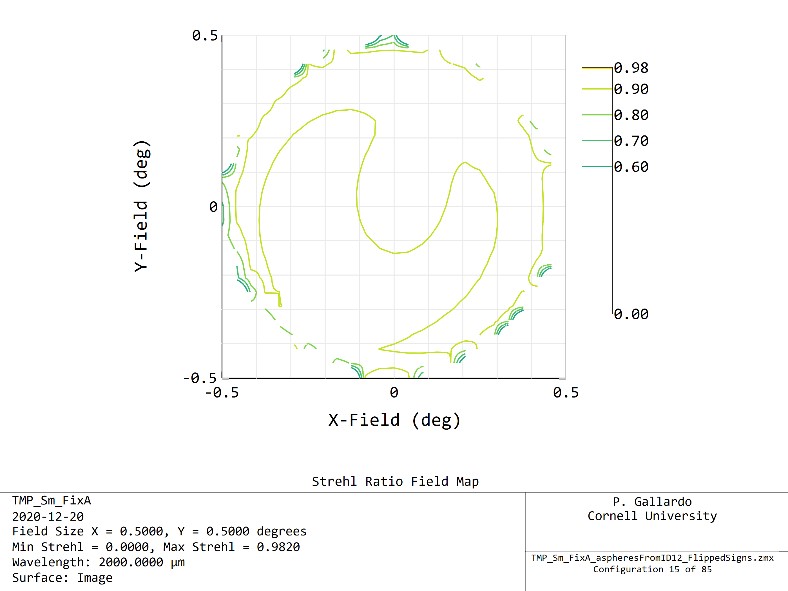 0.5
0
-0.5
Y-Field (deg)
-0.5
0
0.5
X-Field (deg)
0.98
0.90
0.80
0.70
0.60
0.00
Strehl Ratio Field Map
TMP_Sm_FixA
2020-12-20
Field Size X = 0.5000, Y = 0.5000 degrees
Min Strehl = 0.0000, Max Strehl = 0.9820
Wavelength: 2000.0000 µm
Surface: Image
P. Gallardo
Cornell University
TMP_Sm_FixA_aspheresFromID12_FlippedSigns.zmx
Configuration 15 of 85